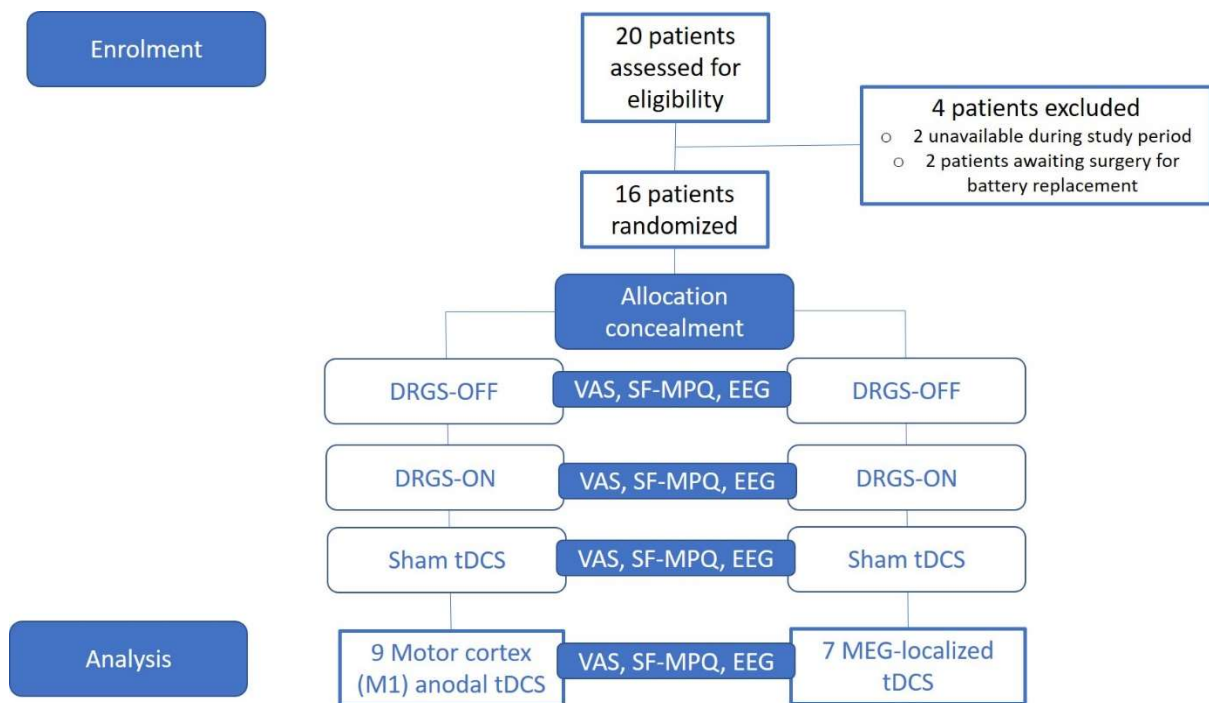 Enrolment
20 patients
assessed for
eligibility
4 patients excluded
○ 2 unavailable during study period
○ 2 patients awaiting surgery for
battery replacement
16 patients
randomized
Allocation
concealment
DRGS-OFF
VAS, SF-MPQ, EEG
DRGS-OFF
DRGS-ON
VAS, SF-MPQ, EEG
DRGS-ON
Sham tDCS
VAS, SF-MPQ, EEG
Sham tDCS
Analysis
9 Motor cortex
(M1) anodal tDCS
VAS, SF-MPQ, EEG
7 MEG-localized
tDCS